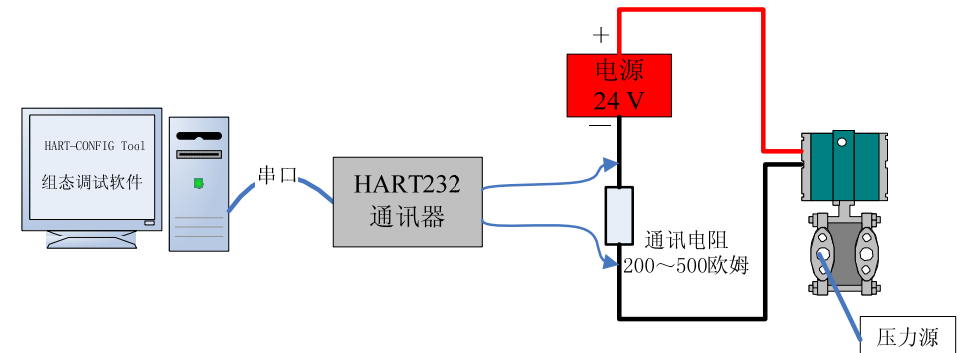 HART-CONFIG Tool
组态调试软件
串口
HART232
通讯器
+
电源
24 V
—
通讯电阻
200～500欧姆
压力源